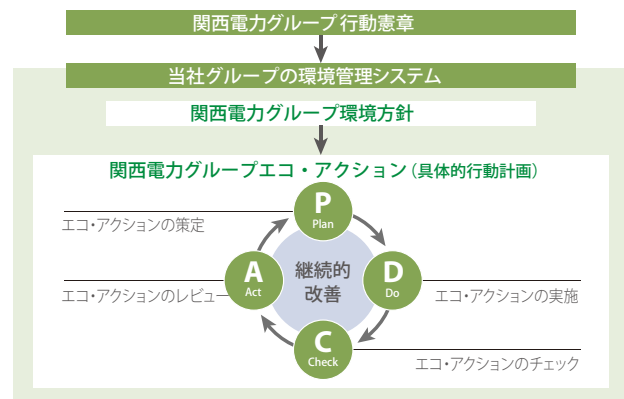 関西電力グループ 行動憲章
当社グループの環境管理システム
関西電力グループ環境方針
関西電力グループエコ・アクション(具体的行動計画)
P
Plan
エコ・アクションの策定
A
Act
継続的
改善
D
Do
エコ・アクションのレビュー
エコ・アクションの実施
C
Check
エコ・アクションのチェック